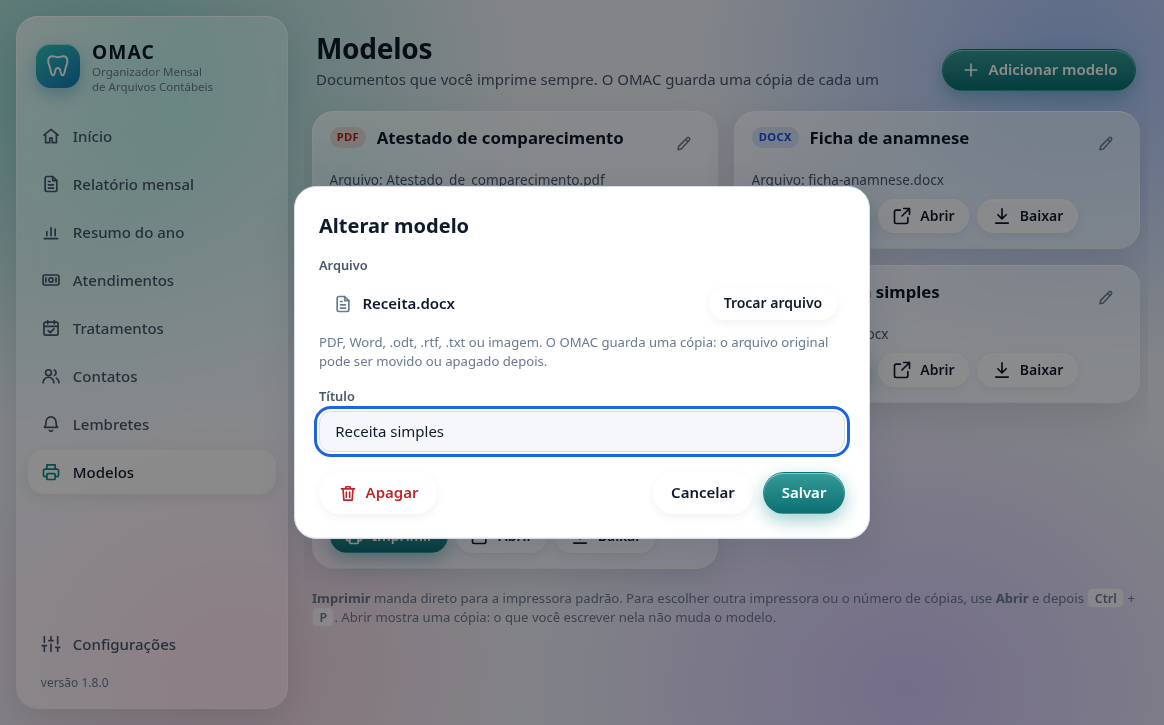 OMAC
Organizador Mensal
de Arquivos Contábeis
Início
Relatório mensal
Resumo do ano
Atendimentos
Tratamentos
Contatos
Lembretes
Modelos
Configurações
versão 1.8.0
Modelos
Documentos que você imprime sempre. O OMAC guarda uma cópia de cada um
Adicionar modelo
PDF Atestado de comparecimento
Arquivo: Atestado_de_comparecimento.pdf
DOCX Ficha de anamnese
Arquivo: ficha-anamnese.docx
Abrir Baixar
simples
Abrir Baixar
Alterar modelo
Arquivo
Receita.docx Trocar arquivo
PDF, Word, .odt, .rtf, .txt ou imagem. O OMAC guarda uma cópia: o arquivo original
pode ser movido ou apagado depois.
Título
Receita simples
Apagar Cancelar Salvar
Imprimir manda direto para a impressora padrão. Para escolher outra impressora ou o número de cópias, use Abrir e depois Ctrl +
P . Abrir mostra uma cópia: o que você escrever nela não muda o modelo.